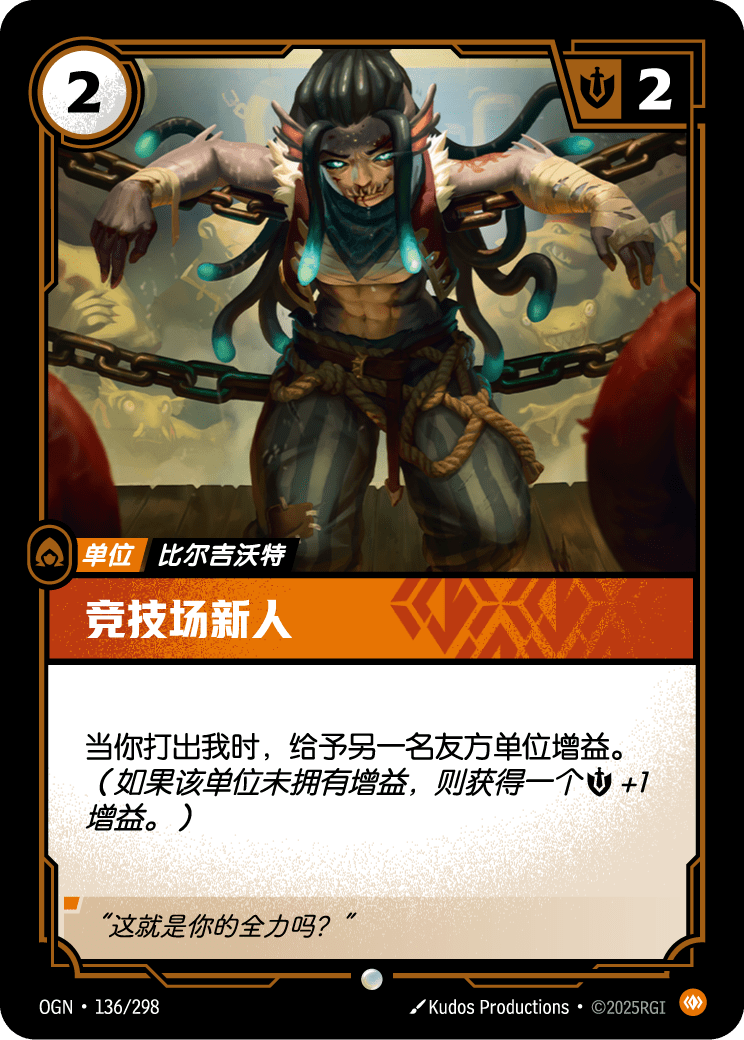 2
2
单位 比尔吉沃特
竞技场新人
当你打出我时，给予另一名友方单位增益。
（如果该单位未拥有增益，则获得一个 +1
增益。）
“这就是你的全力吗？”
OGN • 136/298
Kudos Productions • ©2025RGI